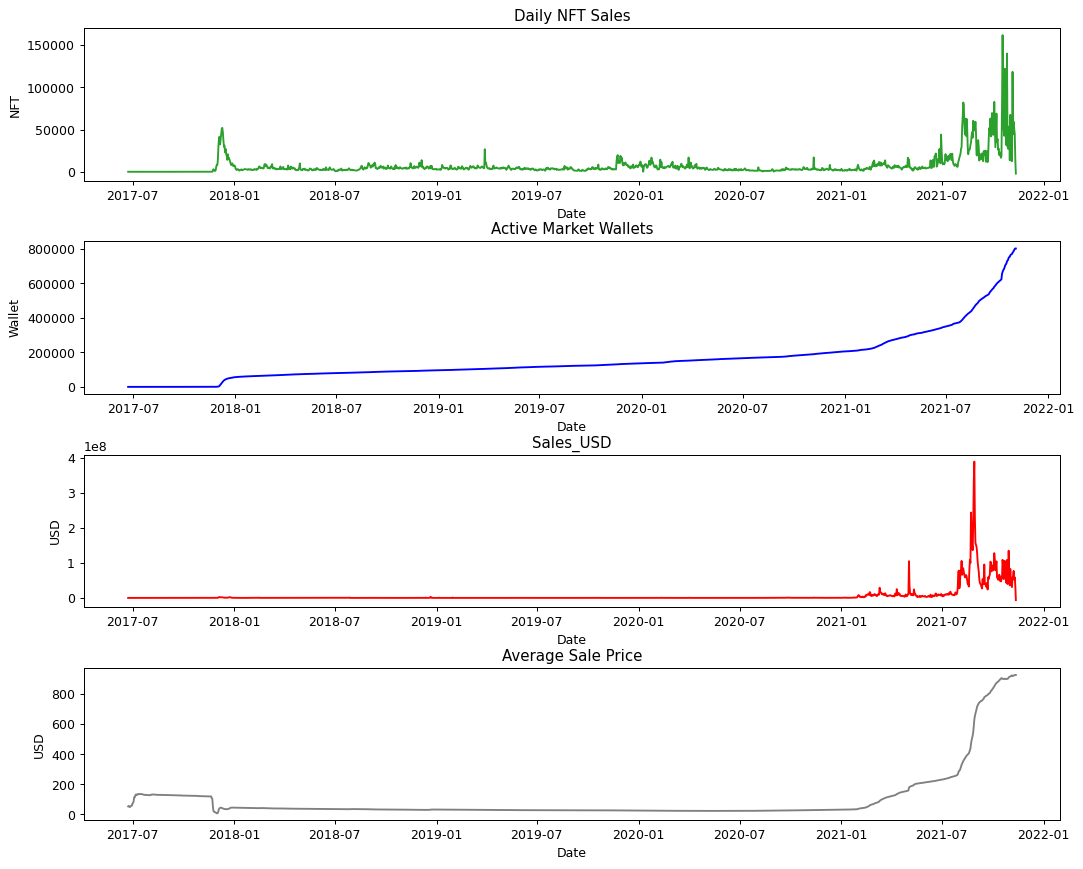 Daily NFT Sales
150000
100000
50000
0
NFT
2017-07 2018-01 2018-07 2019-01 2019-07 2020-01 2020-07 2021-01 2021-07 2022-01
Date
Active Market Wallets
800000
600000
400000
200000
0
Wallet
2017-07 2018-01 2018-07 2019-01 2019-07 2020-01 2020-07 2021-01 2021-07 2022-01
Date
Sales_USD
1e8
4
3
2
1
0
USD
2017-07 2018-01 2018-07 2019-01 2019-07 2020-01 2020-07 2021-01 2021-07 2022-01
Date
Average Sale Price
800
600
400
200
0
USD
2017-07 2018-01 2018-07 2019-01 2019-07 2020-01 2020-07 2021-01 2021-07 2022-01
Date